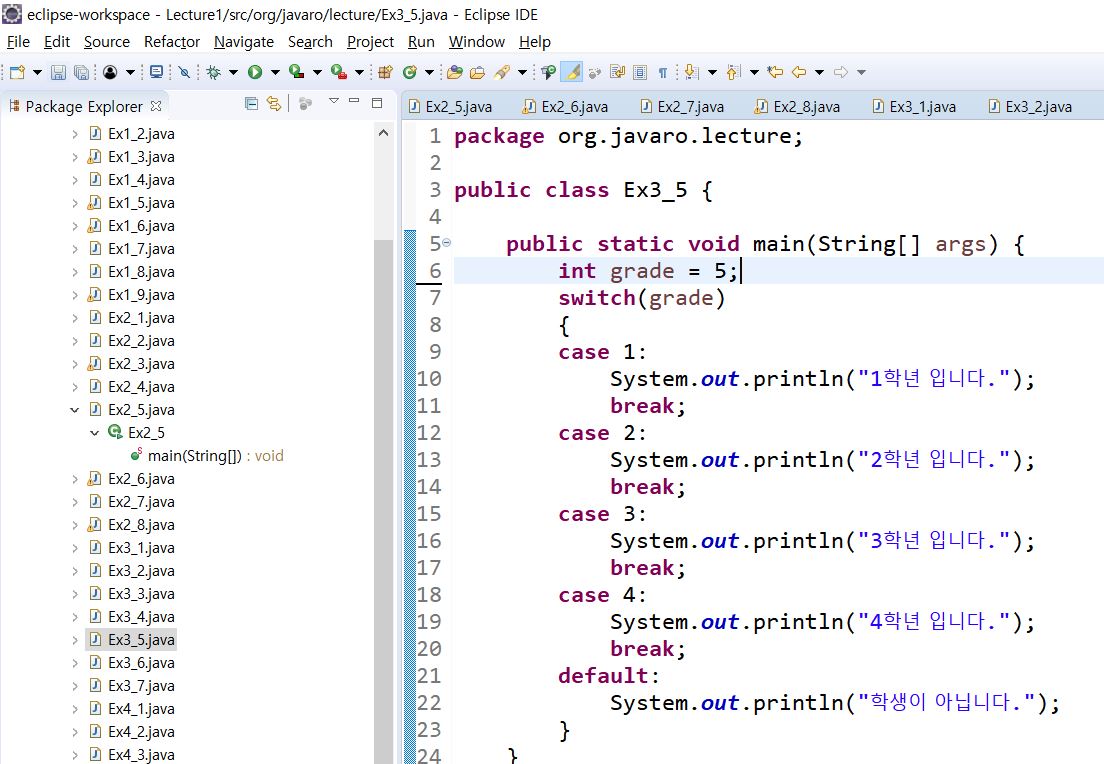 eclipse-workspace - Lecture1/src/org/javaro/lecture/Ex3_5.java - Eclipse IDE
File Edit Source Refactor Navigate Search Project Run Window Help
Package Explorer
Ex1_2.java
Ex1_3.java
Ex1_4.java
Ex1_5.java
Ex1_6.java
Ex1_7.java
Ex1_8.java
Ex1_9.java
Ex2_1.java
Ex2_2.java
Ex2_3.java
Ex2_4.java
Ex2_5.java
Ex2_5
main(String[]) : void
Ex2_6.java
Ex2_7.java
Ex2_8.java
Ex3_1.java
Ex3_2.java
Ex3_3.java
Ex3_4.java
Ex3_5.java
Ex3_6.java
Ex3_7.java
Ex4_1.java
Ex4_2.java
Ex4_3.java
Ex2_5.java Ex2_6.java Ex2_7.java Ex2_8.java Ex3_1.java Ex3_2.java
1 package org.javaro.lecture;
2
3 public class Ex3_5 {
4
5 public static void main(String[] args) {
6 int grade = 5;
7 switch(grade)
8 {
9 case 1:
10 System.out.println("1학년 입니다.");
11 break;
12 case 2:
13 System.out.println("2학년 입니다.");
14 break;
15 case 3:
16 System.out.println("3학년 입니다.");
17 break;
18 case 4:
19 System.out.println("4학년 입니다.");
20 break;
21 default:
22 System.out.println("학생이 아닙니다.");
23 }
24 }